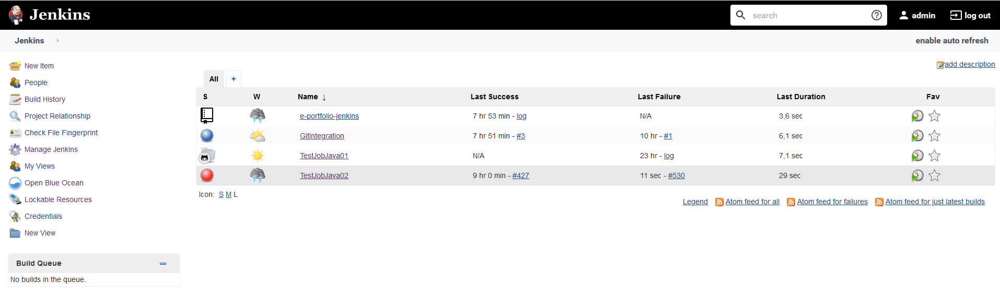 Jenkins
search
admin
log out
Jenkins
enable auto refresh
New Item
People
Build History
Project Relationship
Check File Fingerprint
Manage Jenkins
My Views
Open Blue Ocean
Lockable Resources
Credentials
New View
Build Queue
No builds in the queue.
add description
All +
S W Name ↓ Last Success Last Failure Last Duration Fav
e-portfolio-jenkins 7 hr 53 min - log N/A 3,6 sec
GitIntegration 7 hr 51 min - #3 10 hr - #1 6,1 sec
TestJobJava01 N/A 23 hr - log 7,1 sec
TestJobJava02 9 hr 0 min - #427 11 sec - #530 29 sec
Icon: S M L
Legend Atom feed for all Atom feed for failures Atom feed for just latest builds